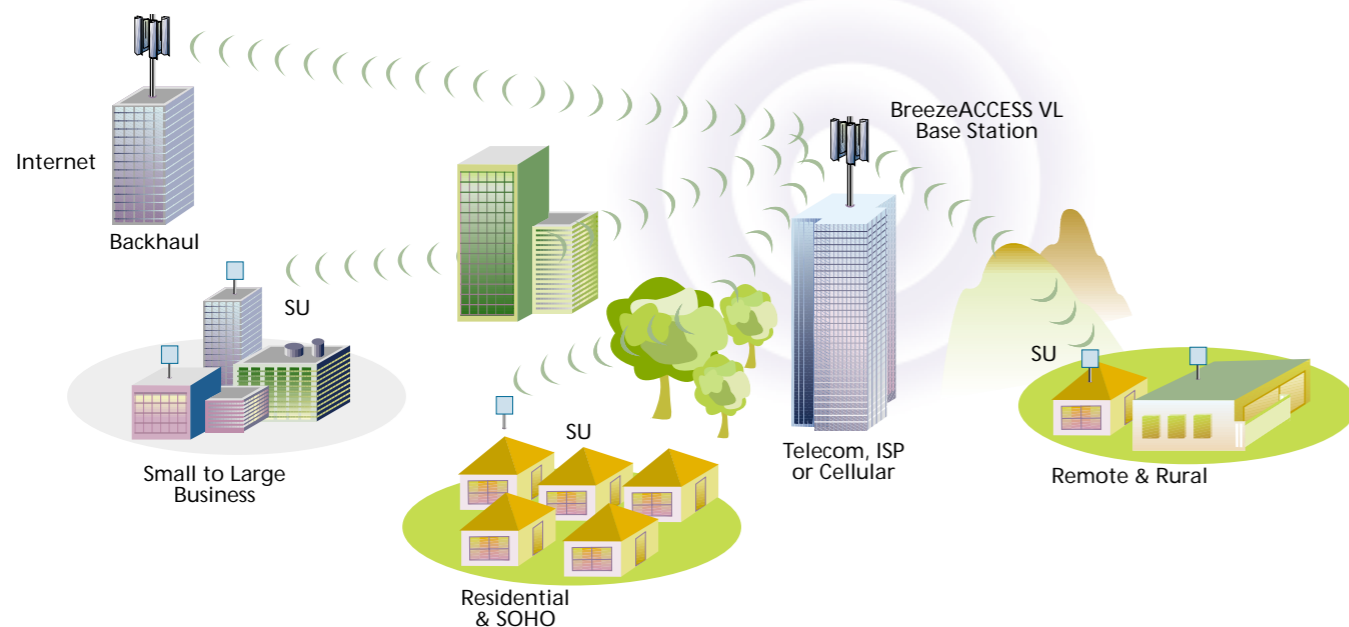 BreezeACCESS VL
Base Station
Internet
Backhaul
SU
SU
SU
Small to Large
Business
Telecom, ISP
or Cellular
Remote & Rural
Residential
& SOHO